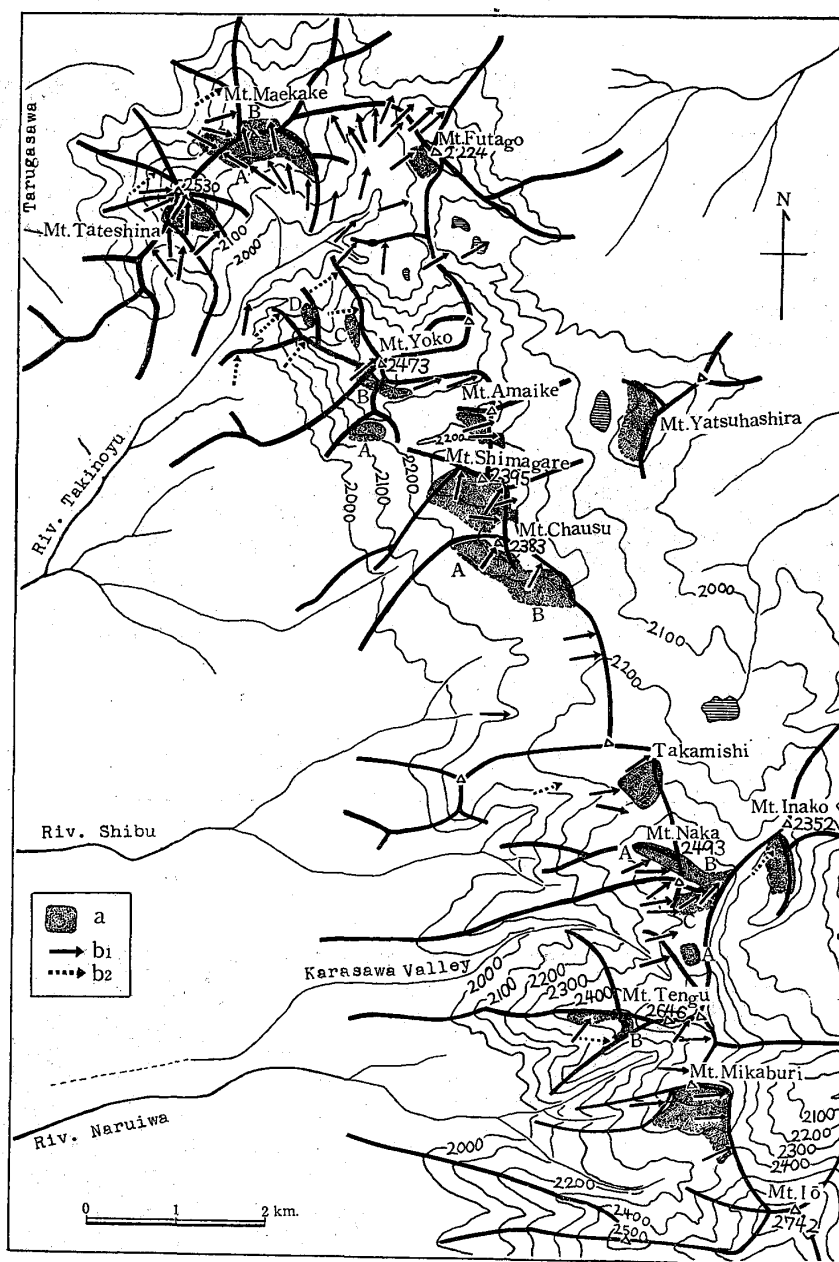 Mt.Maekake
B
Mt.Futago
2224
C
A
2530
Tarugasawa
Mt.Tateshina
2100
2000
N
D
C
Mt.Yoko
2473
B
A
Mt.Amaike
2200
Mt.Yatsuhashira
Mt.Shimagare
2395
2200
2100
2000
Riv. Takinoyu
Mt.Chausu
2383
A
B
2000
2100
2200
Takamishi
Mt.Inako
2352
Riv. Shibu
Mt.Naka
2493
A
B
C
a
b1
b2
A
Karasawa Valley
2000
2100
2200
2300
2400
Mt.Tengu
2646
B
Mt.Mikaburi
2100
2200
2300
2400
Riv. Naruiwa
2000
2200
2400
2500
Mt.Iō
2742
0 1 2 km.